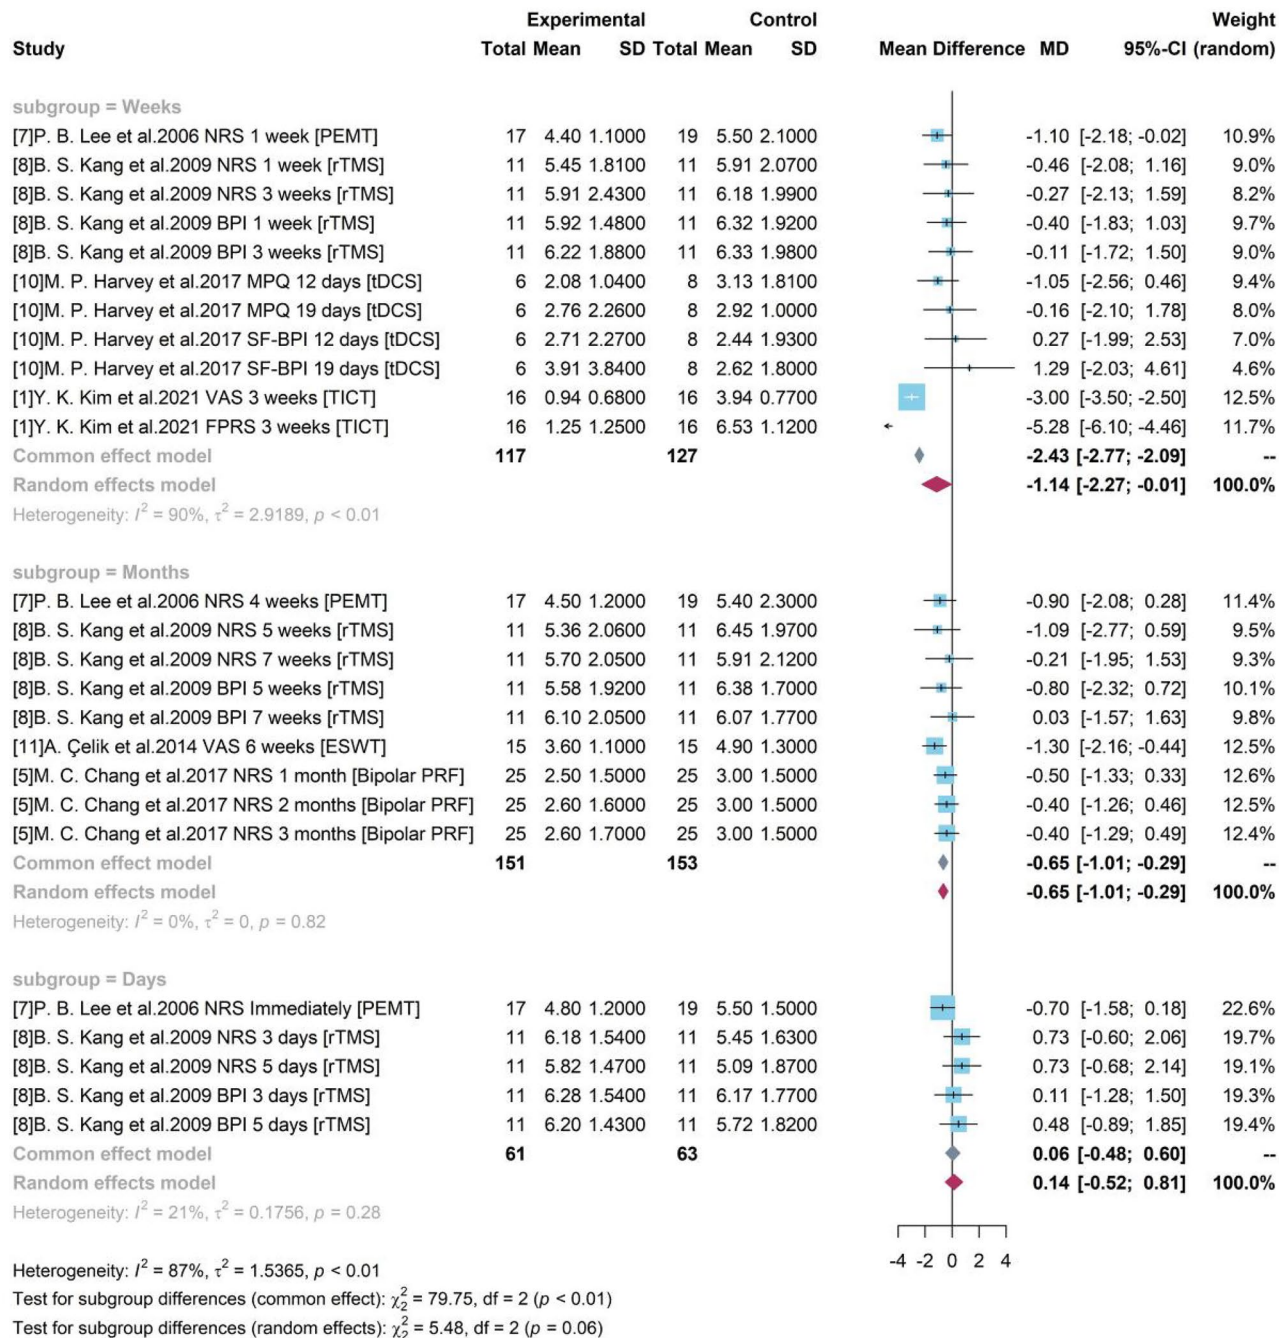 Experimental Control Weight
Study Total Mean SD Total Mean SD Mean Difference MD 95%-CI (random)
subgroup = Weeks
[7]P. B. Lee et al.2006 NRS 1 week [PEMT] 17 4.40 1.1000 19 5.50 2.1000 -1.10 [-2.18; -0.02] 10.9%
[8]B. S. Kang et al.2009 NRS 1 week [rTMS] 11 5.45 1.8100 11 5.91 2.0700 -0.46 [-2.08; 1.16] 9.0%
[8]B. S. Kang et al.2009 NRS 3 weeks [rTMS] 11 5.91 2.4300 11 6.18 1.9900 -0.27 [-2.13; 1.59] 8.2%
[8]B. S. Kang et al.2009 BPI 1 week [rTMS] 11 5.92 1.4800 11 6.32 1.9200 -0.40 [-1.83; 1.03] 9.7%
[8]B. S. Kang et al.2009 BPI 3 weeks [rTMS] 11 6.22 1.8800 11 6.33 1.9800 -0.11 [-1.72; 1.50] 9.0%
[10]M. P. Harvey et al.2017 MPQ 12 days [tDCS] 6 2.08 1.0400 8 3.13 1.8100 -1.05 [-2.56; 0.46] 9.4%
[10]M. P. Harvey et al.2017 MPQ 19 days [tDCS] 6 2.76 2.2600 8 2.92 1.0000 -0.16 [-2.10; 1.78] 8.0%
[10]M. P. Harvey et al.2017 SF-BPI 12 days [tDCS] 6 2.71 2.2700 8 2.44 1.9300 0.27 [-1.99; 2.53] 7.0%
[10]M. P. Harvey et al.2017 SF-BPI 19 days [tDCS] 6 3.91 3.8400 8 2.62 1.8000 1.29 [-2.03; 4.61] 4.6%
[1]Y. K. Kim et al.2021 VAS 3 weeks [TICT] 16 0.94 0.6800 16 3.94 0.7700 -3.00 [-3.50; -2.50] 12.5%
[1]Y. K. Kim et al.2021 FPRS 3 weeks [TICT] 16 1.25 1.2500 16 6.53 1.1200 -5.28 [-6.10; -4.46] 11.7%
Common effect model 117 127 -2.43 [-2.77; -2.09] --
Random effects model -1.14 [-2.27; -0.01] 100.0%
Heterogeneity: I² = 90%, τ² = 2.9189, p < 0.01
subgroup = Months
[7]P. B. Lee et al.2006 NRS 4 weeks [PEMT] 17 4.50 1.2000 19 5.40 2.3000 -0.90 [-2.08; 0.28] 11.4%
[8]B. S. Kang et al.2009 NRS 5 weeks [rTMS] 11 5.36 2.0600 11 6.45 1.9700 -1.09 [-2.77; 0.59] 9.5%
[8]B. S. Kang et al.2009 NRS 7 weeks [rTMS] 11 5.70 2.0500 11 5.91 2.1200 -0.21 [-1.95; 1.53] 9.3%
[8]B. S. Kang et al.2009 BPI 5 weeks [rTMS] 11 5.58 1.9200 11 6.38 1.7000 -0.80 [-2.32; 0.72] 10.1%
[8]B. S. Kang et al.2009 BPI 7 weeks [rTMS] 11 6.10 2.0500 11 6.07 1.7700 0.03 [-1.57; 1.63] 9.8%
[11]A. Çelik et al.2014 VAS 6 weeks [ESWT] 15 3.60 1.1000 15 4.90 1.3000 -1.30 [-2.16; -0.44] 12.5%
[5]M. C. Chang et al.2017 NRS 1 month [Bipolar PRF] 25 2.50 1.5000 25 3.00 1.5000 -0.50 [-1.33; 0.33] 12.6%
[5]M. C. Chang et al.2017 NRS 2 months [Bipolar PRF] 25 2.60 1.6000 25 3.00 1.5000 -0.40 [-1.26; 0.46] 12.5%
[5]M. C. Chang et al.2017 NRS 3 months [Bipolar PRF] 25 2.60 1.7000 25 3.00 1.5000 -0.40 [-1.29; 0.49] 12.4%
Common effect model 151 153 -0.65 [-1.01; -0.29] --
Random effects model -0.65 [-1.01; -0.29] 100.0%
Heterogeneity: I² = 0%, τ² = 0, p = 0.82
subgroup = Days
[7]P. B. Lee et al.2006 NRS Immediately [PEMT] 17 4.80 1.2000 19 5.50 1.5000 -0.70 [-1.58; 0.18] 22.6%
[8]B. S. Kang et al.2009 NRS 3 days [rTMS] 11 6.18 1.5400 11 5.45 1.6300 0.73 [-0.60; 2.06] 19.7%
[8]B. S. Kang et al.2009 NRS 5 days [rTMS] 11 5.82 1.4700 11 5.09 1.8700 0.73 [-0.68; 2.14] 19.1%
[8]B. S. Kang et al.2009 BPI 3 days [rTMS] 11 6.28 1.5400 11 6.17 1.7700 0.11 [-1.28; 1.50] 19.3%
[8]B. S. Kang et al.2009 BPI 5 days [rTMS] 11 6.20 1.4300 11 5.72 1.8200 0.48 [-0.89; 1.85] 19.4%
Common effect model 61 63 0.06 [-0.48; 0.60] --
Random effects model 0.14 [-0.52; 0.81] 100.0%
Heterogeneity: I² = 21%, τ² = 0.1756, p = 0.28
-4 -2 0 2 4
Heterogeneity: I² = 87%, τ² = 1.5365, p < 0.01
Test for subgroup differences (common effect): χ₂² = 79.75, df = 2 (p < 0.01)
Test for subgroup differences (random effects): χ₂² = 5.48, df = 2 (p = 0.06)